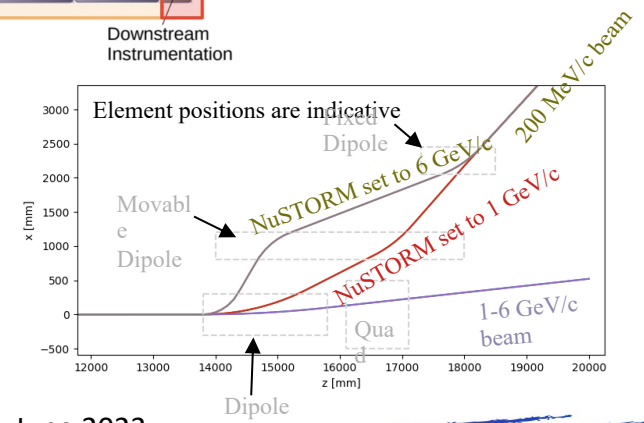 Downstream
Instrumentation
Element positions are indicative
Fixed
Dipole
200 MeV/c beam
NuSTORM set to 6 GeV/c
Movabl
e
Dipole
NuSTORM set to 1 GeV/c
1-6 GeV/c
beam
Qua
d
Dipole
x [mm]
3000
2500
2000
1500
1000
500
0
−500
12000 13000 14000 15000 16000 17000 18000 19000 20000
z [mm]
June 2023